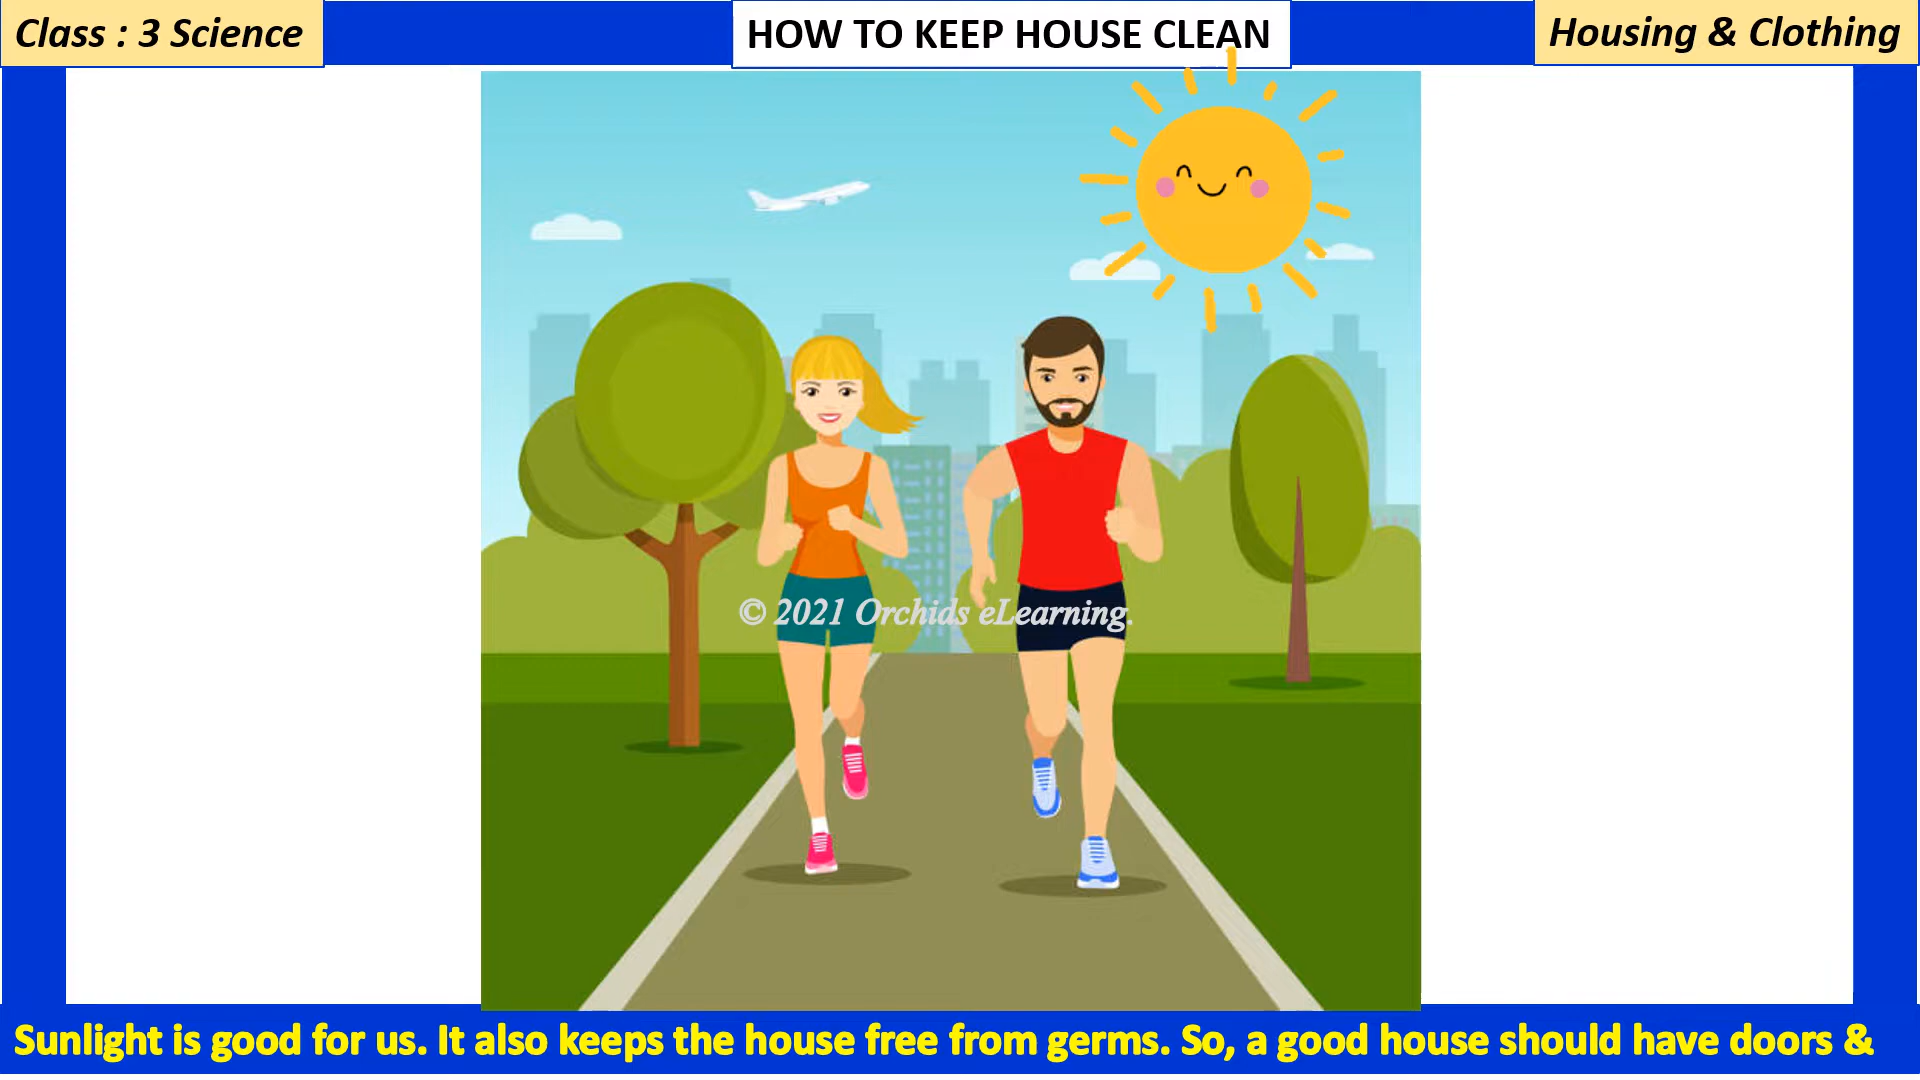 Class : 3 Science
HOW TO KEEP HOUSE CLEAN
Housing & Clothing
© 2021 Orchids eLearning.
Sunlight is good for us. It also keeps the house free from germs. So, a good house should have doors &